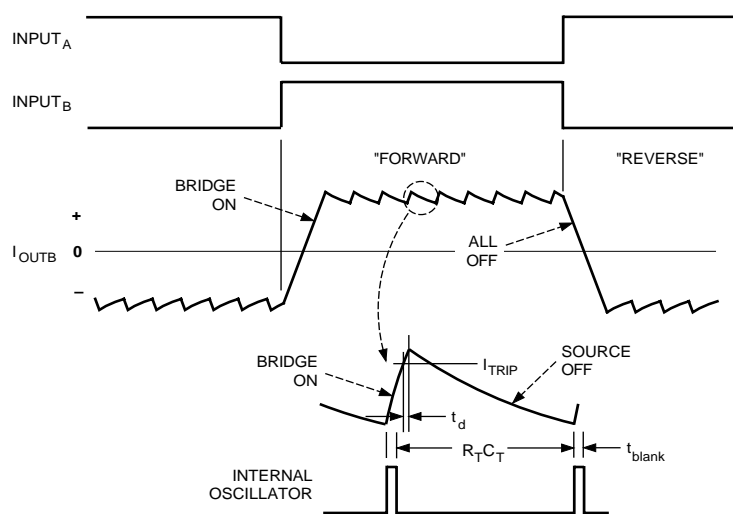 INPUT_A
INPUT_B
"FORWARD"
"REVERSE"
BRIDGE
ON
+
I_OUTB 0
–
ALL
OFF
BRIDGE
ON
I_TRIP
SOURCE
OFF
t_d
R_TC_T
t_blank
INTERNAL
OSCILLATOR